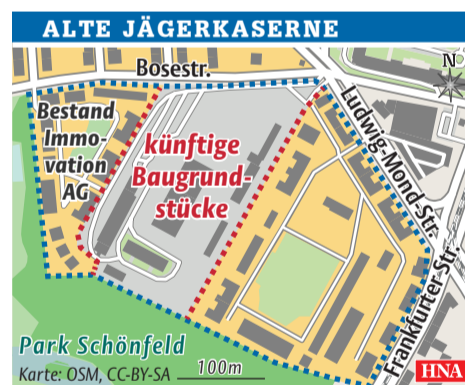 ALTE JÄGERKASERNE
Bosestr.
N
Bestand
Immo-
vation
AG
künftige
Baugrund-
stücke
Ludwig-Mond-Str.
Frankfurter Str.
Park Schönfeld
Karte: OSM, CC-BY-SA
100m
HNA